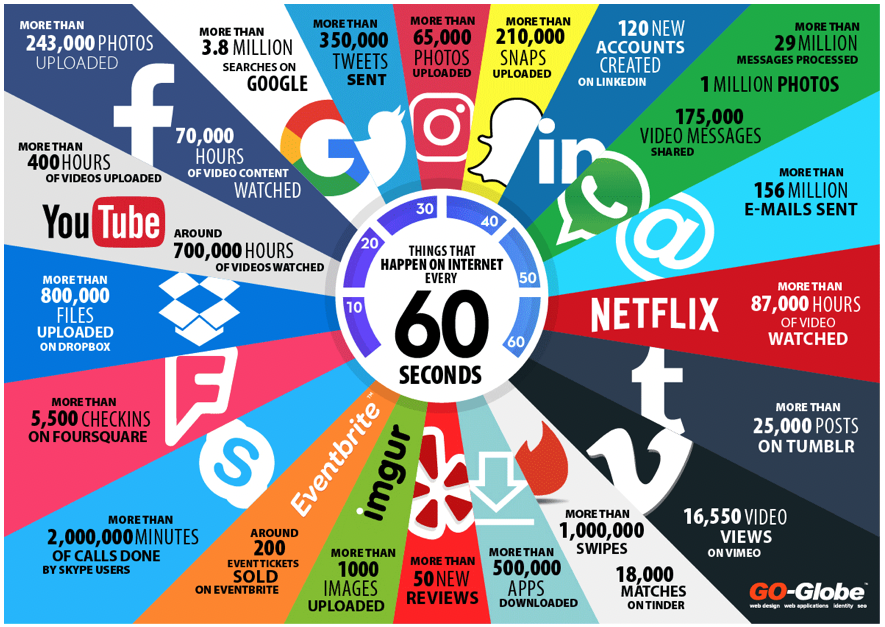 MORE THAN
243,000 PHOTOS
UPLOADED
f
70,000
HOURS
OF VIDEO CONTENT
WATCHED
MORE THAN
3.8 MILLION
SEARCHES ON
GOOGLE
G
MORE THAN
350,000
TWEETS
SENT
MORE THAN
65,000
PHOTOS
UPLOADED
MORE THAN
210,000
SNAPS
UPLOADED
120 NEW
ACCOUNTS
CREATED
ON LINKEDIN
in
MORE THAN
29 MILLION
MESSAGES PROCESSED
1 MILLION PHOTOS
175,000
VIDEO MESSAGES
SHARED
MORE THAN
156 MILLION
E-MAILS SENT
@
NETFLIX
MORE THAN
87,000 HOURS
OF VIDEO
WATCHED
t
MORE THAN
25,000 POSTS
ON TUMBLR
v
16,550 VIDEO
VIEWS
ON VIMEO
MORE THAN
1,000,000
SWIPES
18,000
MATCHES
ON TINDER
MORE THAN
500,000
APPS
DOWNLOADED
MORE THAN
50 NEW
REVIEWS
imgur
MORE THAN
1000
IMAGES
UPLOADED
Eventbrite™
AROUND
200
EVENT TICKETS
SOLD
ON EVENTBRITE
S
MORE THAN
2,000,000 MINUTES
OF CALLS DONE
BY SKYPE USERS
F
MORE THAN
5,500 CHECKINS
ON FOURSQUARE
MORE THAN
800,000
FILES
UPLOADED
ON DROPBOX
MORE THAN
400 HOURS
OF VIDEOS UPLOADED
YouTube
AROUND
700,000 HOURS
OF VIDEOS WATCHED
10
20
30
40
50
60
THINGS THAT
HAPPEN ON INTERNET
EVERY
60
SECONDS
GO-Globe™
web design web applications identity seo